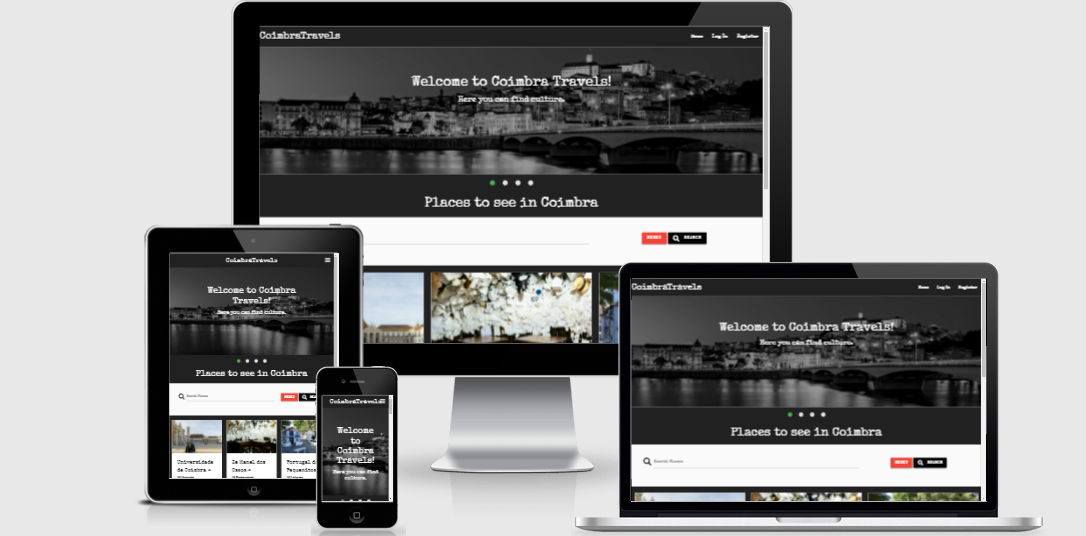 CoimbraTravels
Home Log In Register
Welcome to Coimbra Travels!
Here you can find culture.
Places to see in Coimbra
RESET SEARCH
CoimbraTravels
Welcome to Coimbra
Travels!
Here you can find culture.
Places to see in Coimbra
Search Places
RESET
Universidade
de Coimbra
Ze Manel dos
Ossos
Portugal dos
Pequenitos
CoimbraTravels
Welcome
to
Coimbra
Travels!
Here you can find
culture.
CoimbraTravels
Home Log In Register
Welcome to Coimbra Travels!
Here you can find culture.
Places to see in Coimbra
Search Places
RESET SEARCH